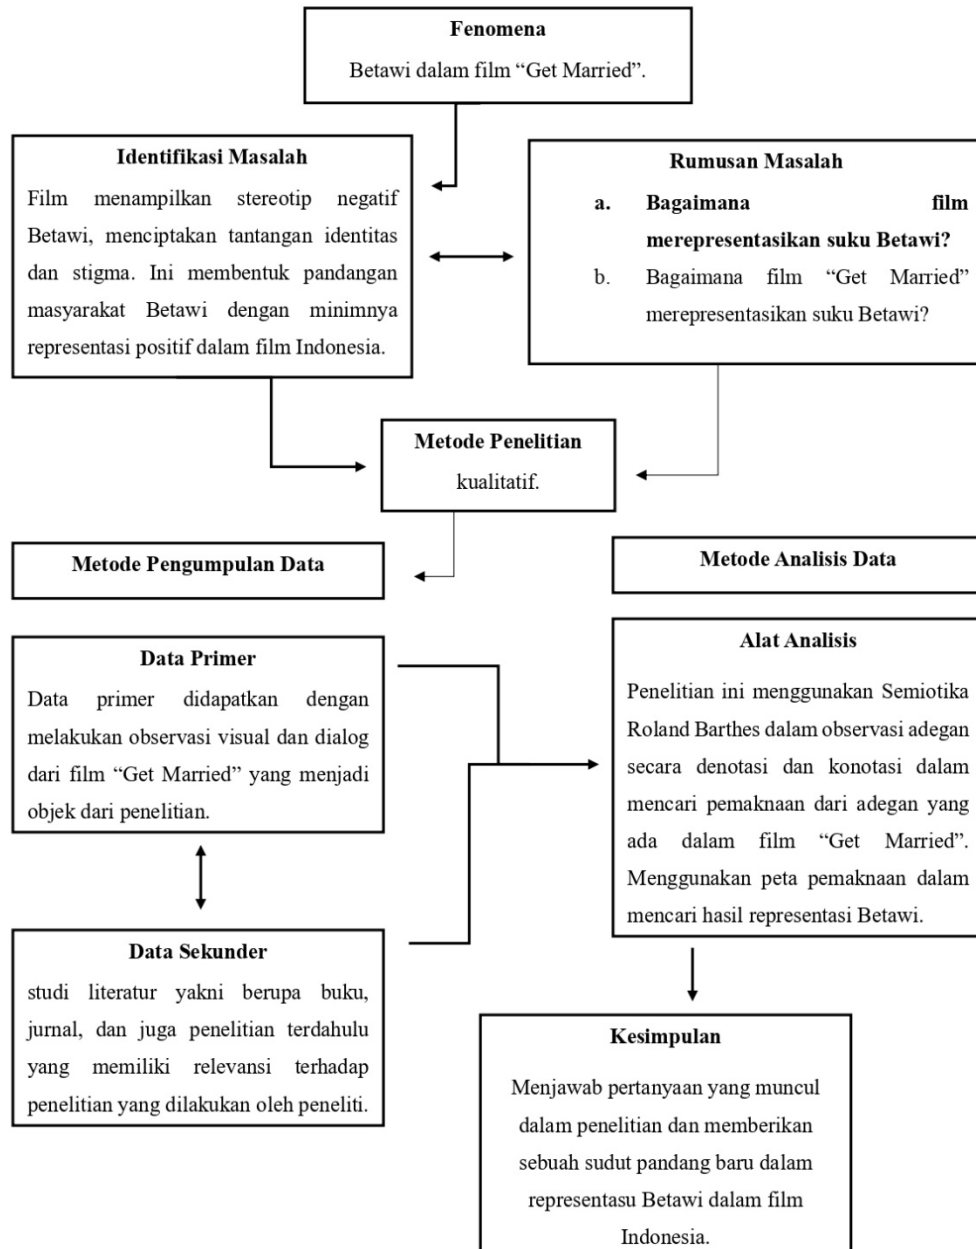 Fenomena
Betawi dalam film “Get Married”.
Identifikasi Masalah
Film menampilkan stereotip negatif
Betawi, menciptakan tantangan identitas
dan stigma. Ini membentuk pandangan
masyarakat Betawi dengan minimnya
representasi positif dalam film Indonesia.
Rumusan Masalah
a. Bagaimana film
merepresentasikan suku Betawi?
b. Bagaimana film “Get Married”
merepresentasikan suku Betawi?
Metode Penelitian
kualitatif.
Metode Pengumpulan Data
Metode Analisis Data
Data Primer
Data primer didapatkan dengan
melakukan observasi visual dan dialog
dari film “Get Married” yang menjadi
objek dari penelitian.
Alat Analisis
Penelitian ini menggunakan Semiotika
Roland Barthes dalam observasi adegan
secara denotasi dan konotasi dalam
mencari pemaknaan dari adegan yang
ada dalam film “Get Married”.
Menggunakan peta pemaknaan dalam
mencari hasil representasi Betawi.
Data Sekunder
studi literatur yakni berupa buku,
jurnal, dan juga penelitian terdahulu
yang memiliki relevansi terhadap
penelitian yang dilakukan oleh peneliti.
Kesimpulan
Menjawab pertanyaan yang muncul
dalam penelitian dan memberikan
sebuah sudut pandang baru dalam
representasu Betawi dalam film
Indonesia.